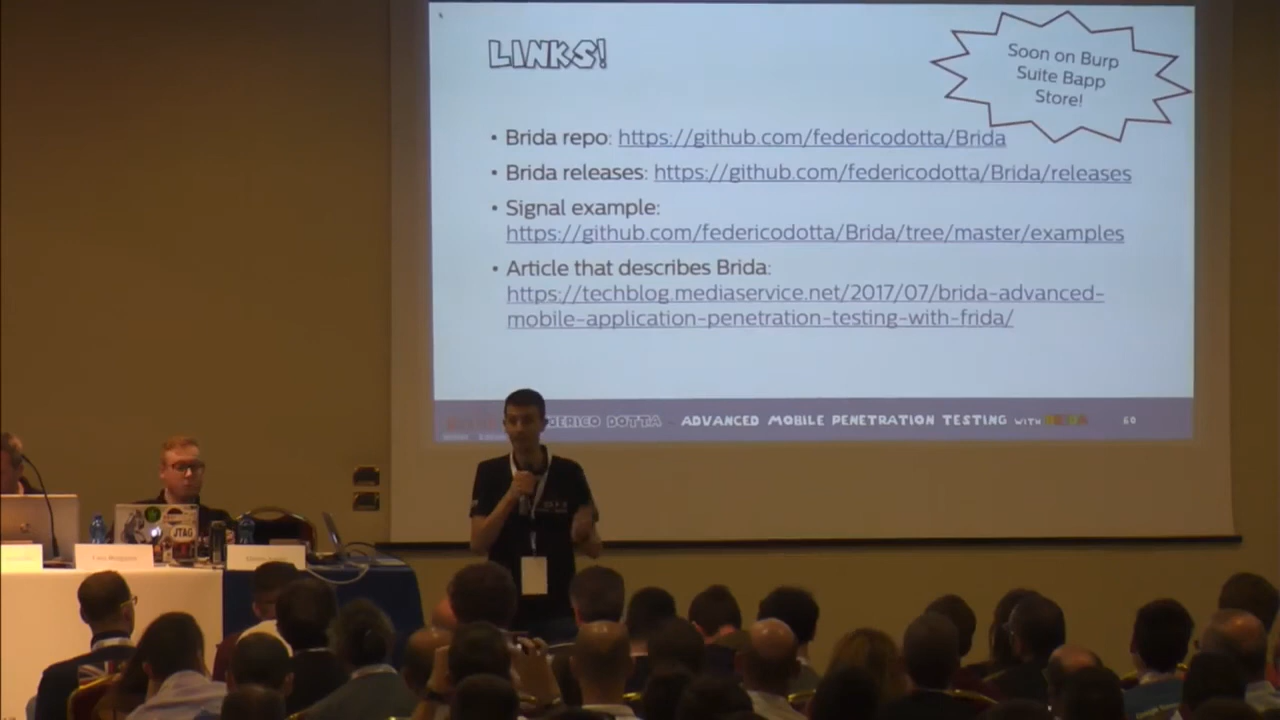 LINKS!
Soon on Burp
Suite Bapp
Store!
• Brida repo: https://github.com/federicodotta/Brida
• Brida releases: https://github.com/federicodotta/Brida/releases
• Signal example:
https://github.com/federicodotta/Brida/tree/master/examples
• Article that describes Brida:
https://techblog.mediaservice.net/2017/07/brida-advanced-
mobile-application-penetration-testing-with-frida/
DERICO DOTTA - ADVANCED MOBILE PENETRATION TESTING WITH BRIDA 60
JTAG